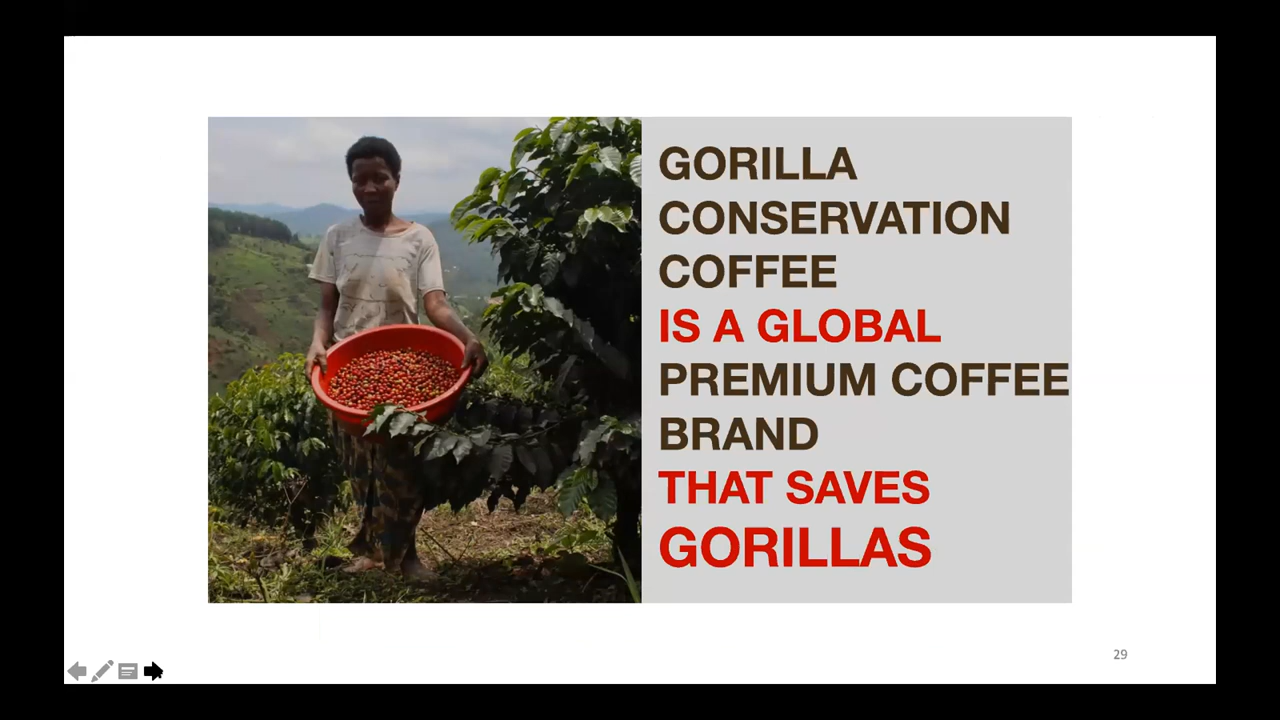 GORILLA
CONSERVATION
COFFEE
IS A GLOBAL
PREMIUM COFFEE
BRAND
THAT SAVES
GORILLAS
29